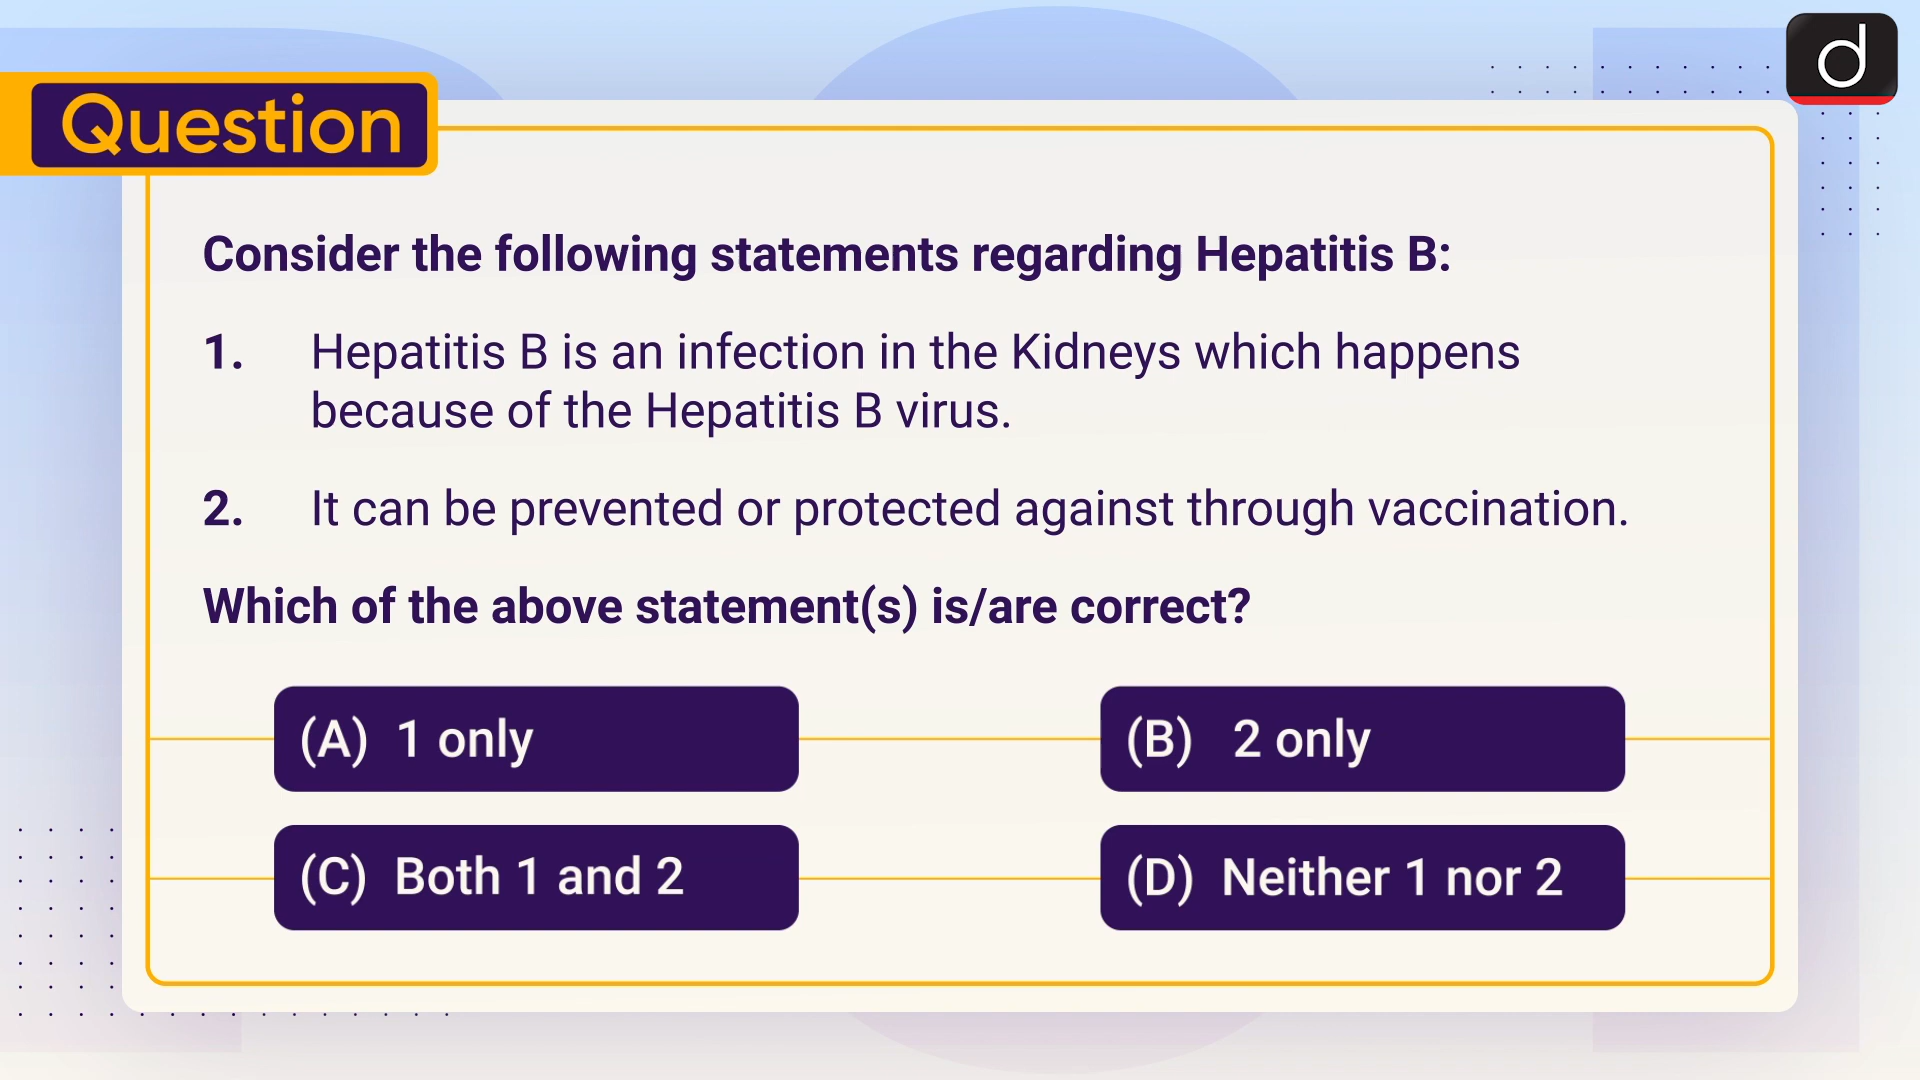 Question
Consider the following statements regarding Hepatitis B:
1. Hepatitis B is an infection in the Kidneys which happens
because of the Hepatitis B virus.
2. It can be prevented or protected against through vaccination.
Which of the above statement(s) is/are correct?
(A) 1 only
(B) 2 only
(C) Both 1 and 2
(D) Neither 1 nor 2
d